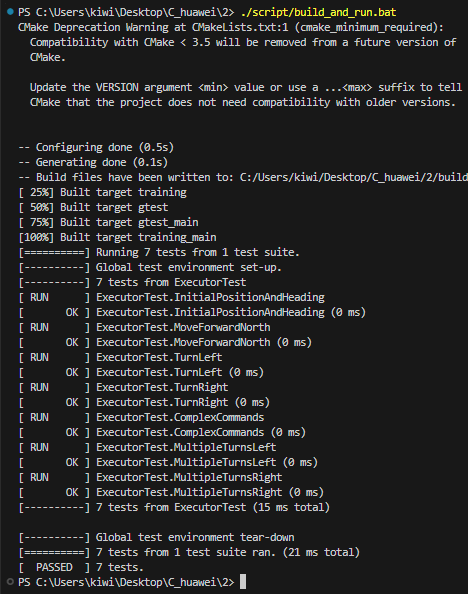 PS C:\Users\kiwi\Desktop\C_huawei\2> ./script/build_and_run.bat
CMake Deprecation Warning at CMakeLists.txt:1 (cmake_minimum_required):
  Compatibility with CMake < 3.5 will be removed from a future version of
  CMake.

  Update the VERSION argument <min> value or use a ...<max> suffix to tell
  CMake that the project does not need compatibility with older versions.


-- Configuring done (0.5s)
-- Generating done (0.1s)
-- Build files have been written to: C:/Users/kiwi/Desktop/C_huawei/2/build
[ 25%] Built target training
[ 50%] Built target gtest
[ 75%] Built target gtest_main
[100%] Built target training_main
[==========] Running 7 tests from 1 test suite.
[----------] Global test environment set-up.
[----------] 7 tests from ExecutorTest
[ RUN      ] ExecutorTest.InitialPositionAndHeading
[       OK ] ExecutorTest.InitialPositionAndHeading (0 ms)
[ RUN      ] ExecutorTest.MoveForwardNorth
[       OK ] ExecutorTest.MoveForwardNorth (0 ms)
[ RUN      ] ExecutorTest.TurnLeft
[       OK ] ExecutorTest.TurnLeft (0 ms)
[ RUN      ] ExecutorTest.TurnRight
[       OK ] ExecutorTest.TurnRight (0 ms)
[ RUN      ] ExecutorTest.ComplexCommands
[       OK ] ExecutorTest.ComplexCommands (0 ms)
[ RUN      ] ExecutorTest.MultipleTurnsLeft
[       OK ] ExecutorTest.MultipleTurnsLeft (0 ms)
[ RUN      ] ExecutorTest.MultipleTurnsRight
[       OK ] ExecutorTest.MultipleTurnsRight (0 ms)
[----------] 7 tests from ExecutorTest (15 ms total)

[----------] Global test environment tear-down
[==========] 7 tests from 1 test suite ran. (21 ms total)
[  PASSED  ] 7 tests.
PS C:\Users\kiwi\Desktop\C_huawei\2>